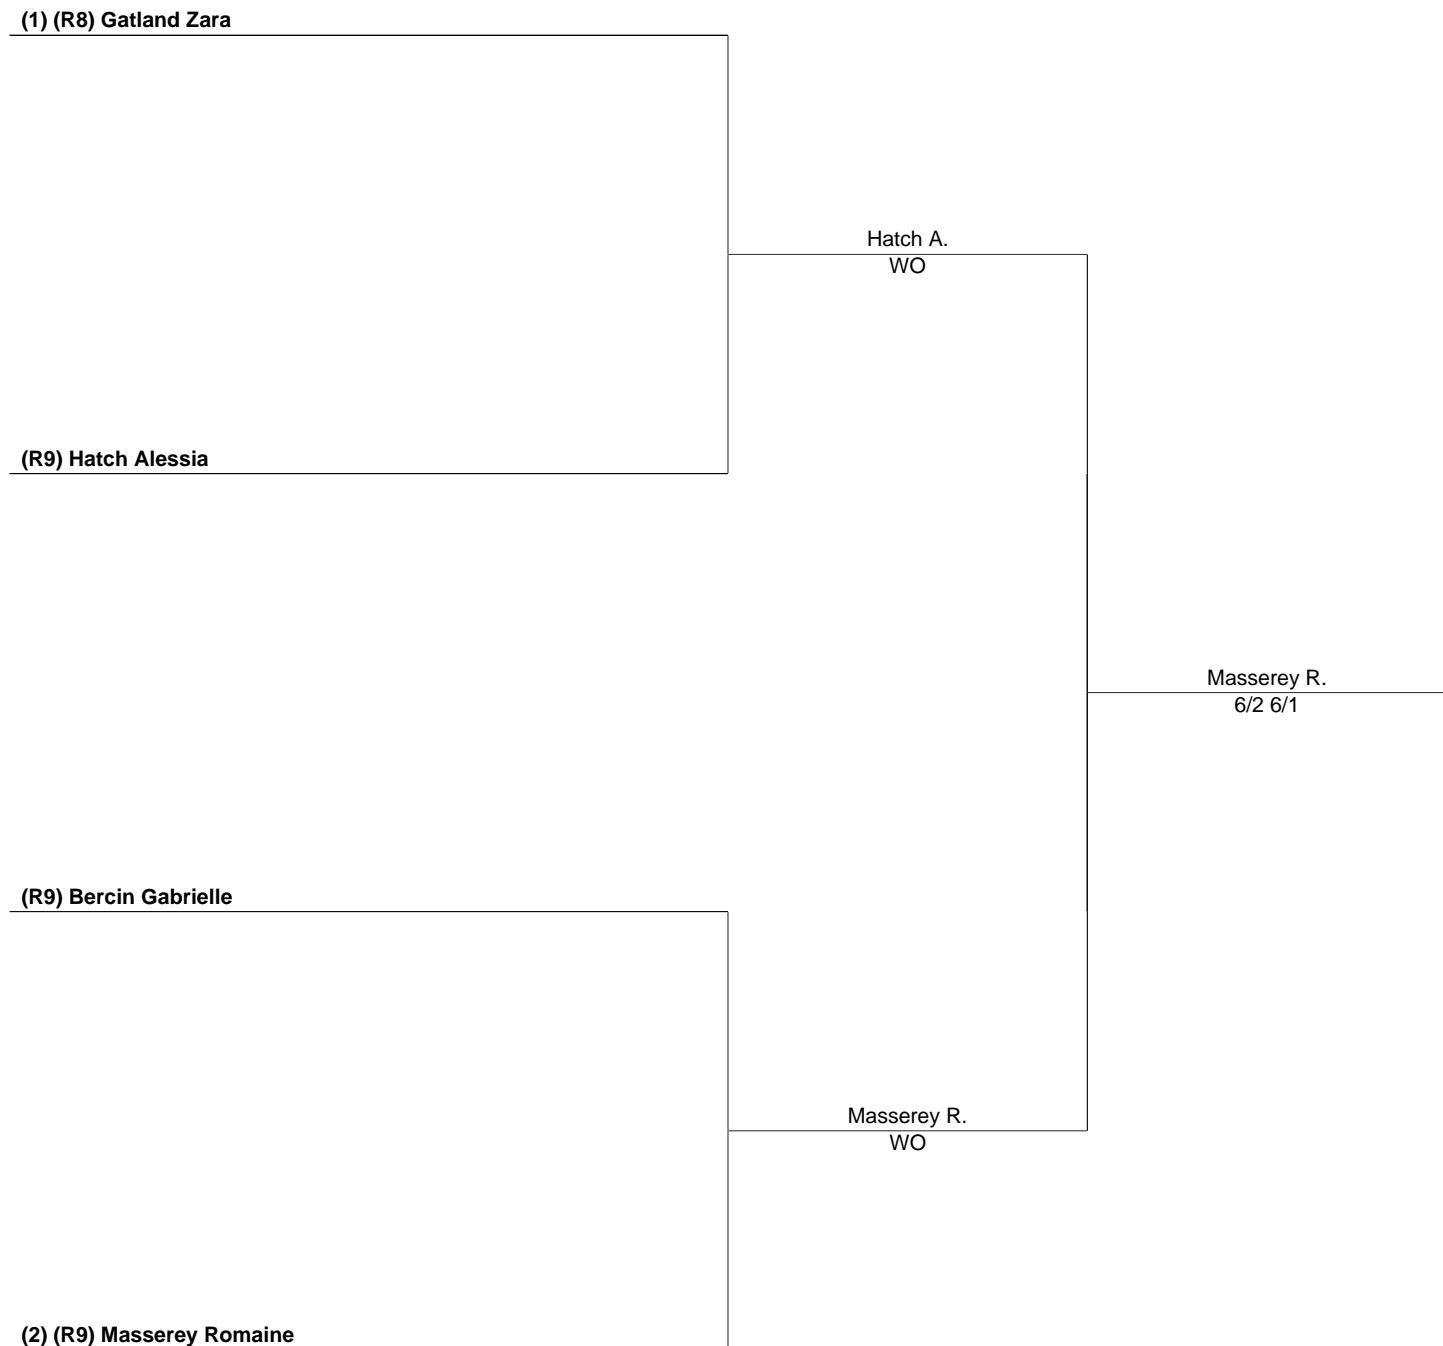 (1) (R8) Gatland Zara
Hatch A.
WO
(R9) Hatch Alessia
Masserey R.
6/2 6/1
(R9) Bercin Gabrielle
Masserey R.
WO
(2) (R9) Masserey Romaine